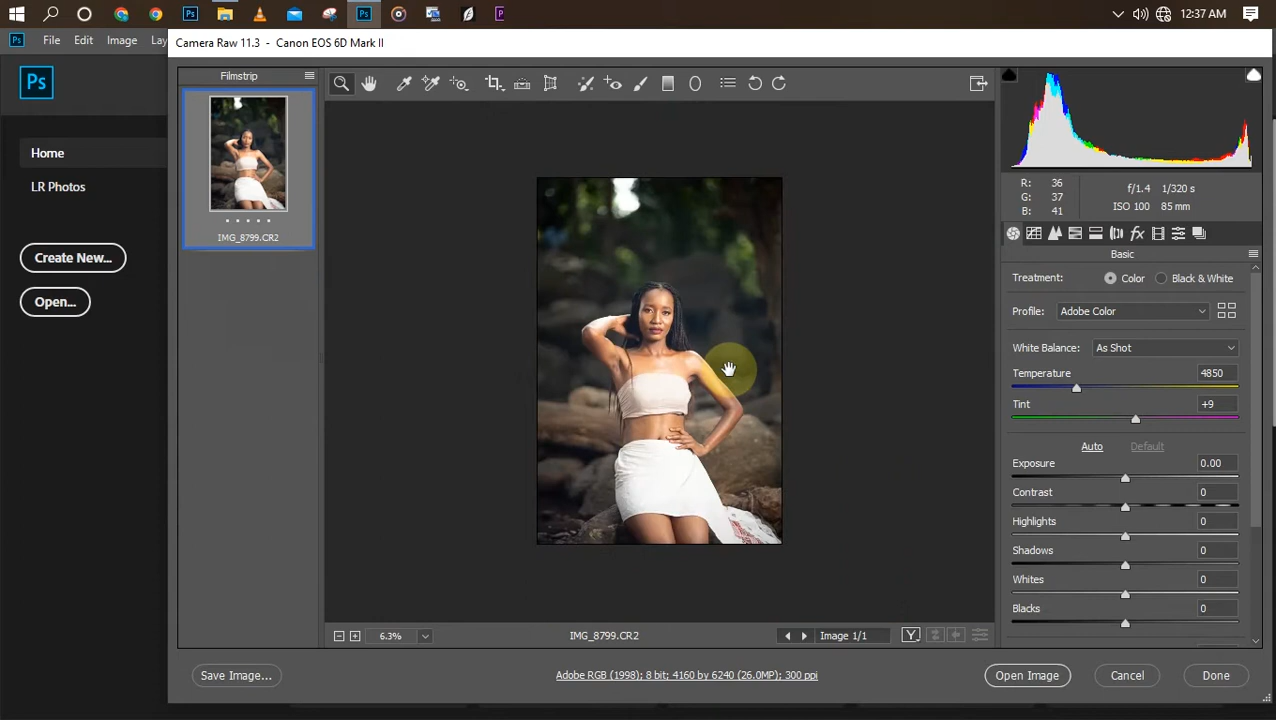 12:37 AM
Ps File Edit Image Lay
Camera Raw 11.3 - Canon EOS 6D Mark II
Ps
Home
LR Photos
Create New...
Open...
Filmstrip
IMG_8799.CR2
R: 36
G: 37
B: 41
f/1.4 1/320 s
ISO 100 85 mm
Basic
Treatment: Color Black & White
Profile: Adobe Color
White Balance: As Shot
Temperature 4850
Tint +9
Auto Default
Exposure 0.00
Contrast 0
Highlights 0
Shadows 0
Whites 0
Blacks 0
6.3% IMG_8799.CR2 Image 1/1 Y
Save Image... Adobe RGB (1998); 8 bit; 4160 by 6240 (26.0MP); 300 ppi Open Image Cancel Done